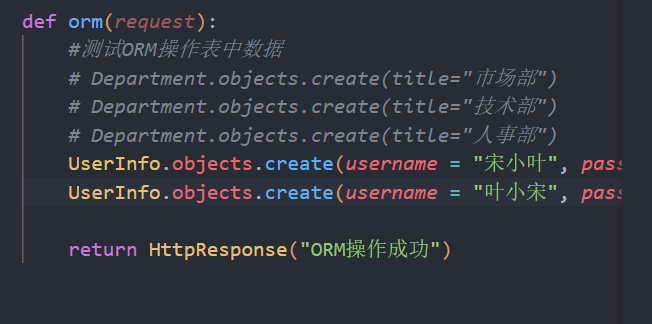 def orm(request):
#测试ORM操作表中数据
# Department.objects.create(title="市场部")
# Department.objects.create(title="技术部")
# Department.objects.create(title="人事部")
UserInfo.objects.create(username = "宋小叶", pass
UserInfo.objects.create(username = "叶小宋", pass
return HttpResponse("ORM操作成功")